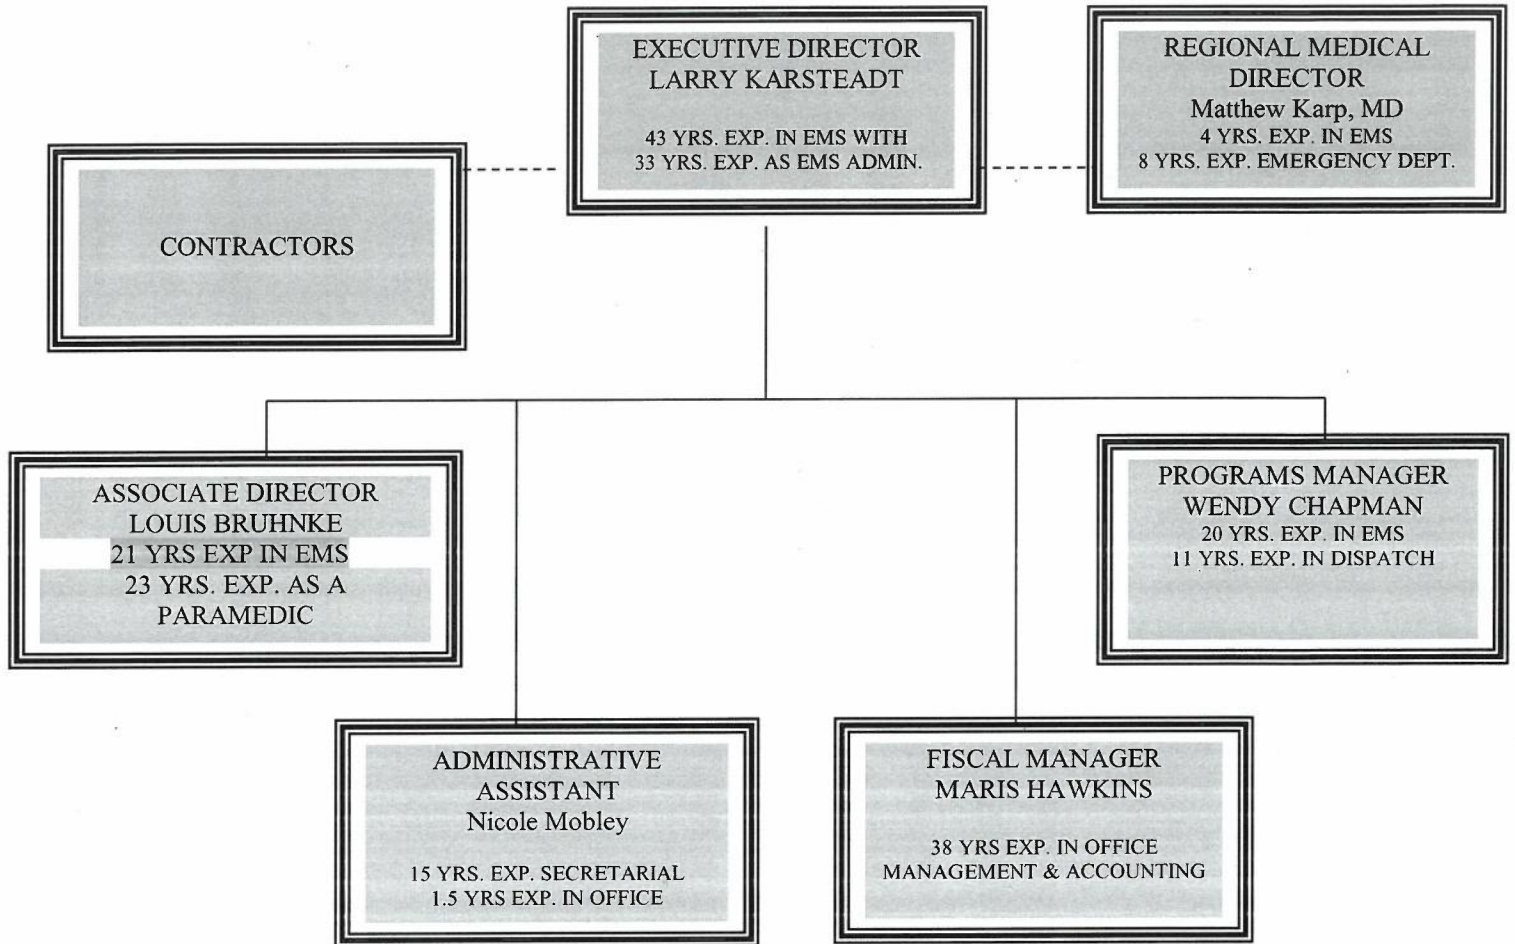 EXECUTIVE DIRECTOR
LARRY KARSTEADT
43 YRS. EXP. IN EMS WITH
33 YRS. EXP. AS EMS ADMIN.
REGIONAL MEDICAL
DIRECTOR
Matthew Karp, MD
4 YRS. EXP. IN EMS
8 YRS. EXP. EMERGENCY DEPT.
CONTRACTORS
ASSOCIATE DIRECTOR
LOUIS BRUHNKE
21 YRS EXP IN EMS
23 YRS. EXP. AS A
PARAMEDIC
PROGRAMS MANAGER
WENDY CHAPMAN
20 YRS. EXP. IN EMS
11 YRS. EXP. IN DISPATCH
ADMINISTRATIVE
ASSISTANT
Nicole Mobley
15 YRS. EXP. SECRETARIAL
1.5 YRS EXP. IN OFFICE
FISCAL MANAGER
MARIS HAWKINS
38 YRS EXP. IN OFFICE
MANAGEMENT & ACCOUNTING